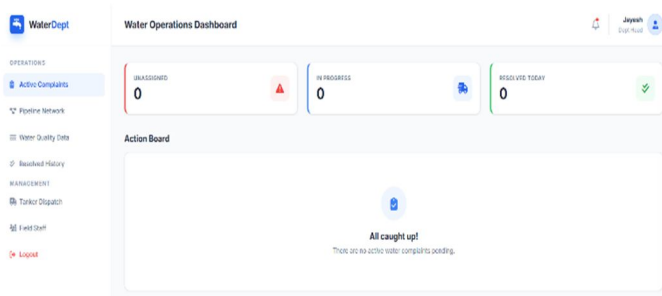 WaterDept
Water Operations Dashboard
Jayesh
Dept Head
OPERATIONS
Active Complaints
Pipeline Network
Water Quality Data
Resolved History
MANAGEMENT
Tanker Dispatch
Field Staff
Logout
UNASSIGNED
0
IN PROGRESS
0
RESOLVED TODAY
0
Action Board
All caught up!
There are no active water complaints pending.